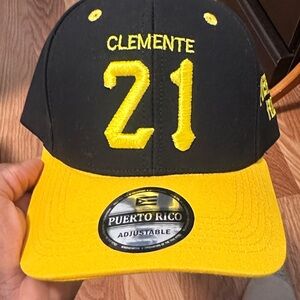 CLEMENTE
21
PUERTO RICO
ADJUSTABLE